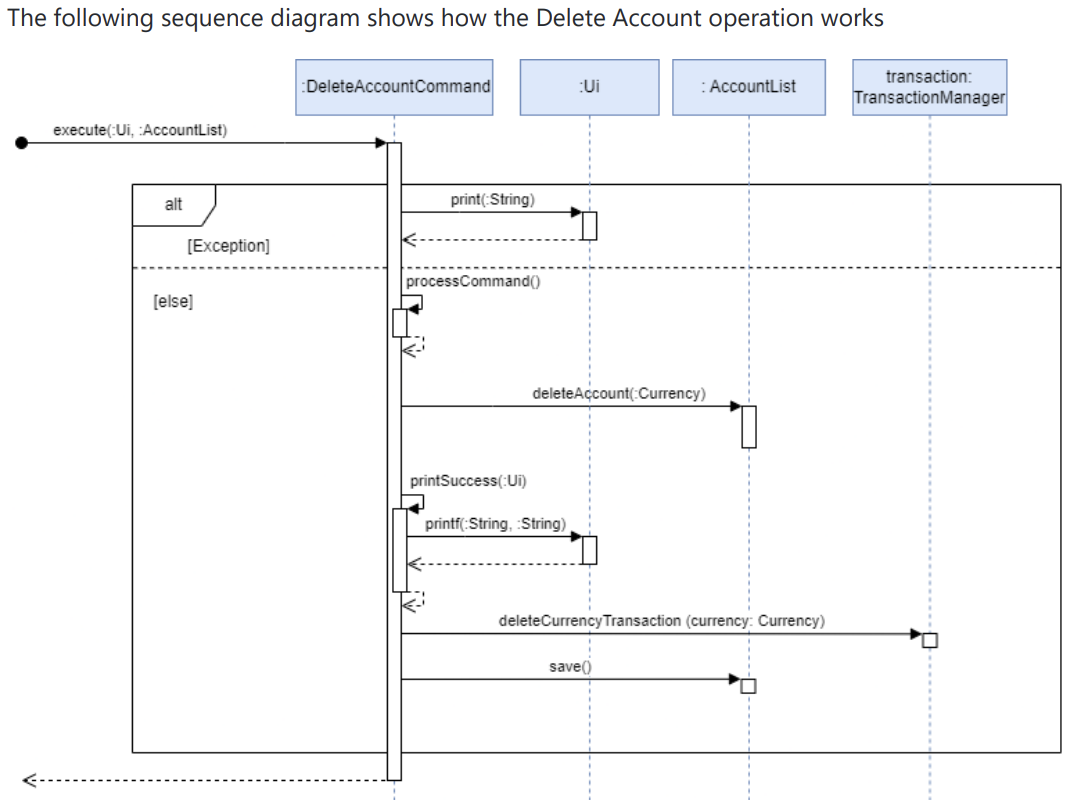 The following sequence diagram shows how the Delete Account operation works
:DeleteAccountCommand
:Ui
: AccountList
transaction:
TransactionManager
execute(:Ui, :AccountList)
alt
print(:String)
[Exception]
processCommand()
[else]
deleteAccount(:Currency)
printSuccess(:Ui)
printf(:String, :String)
deleteCurrencyTransaction (currency: Currency)
save()